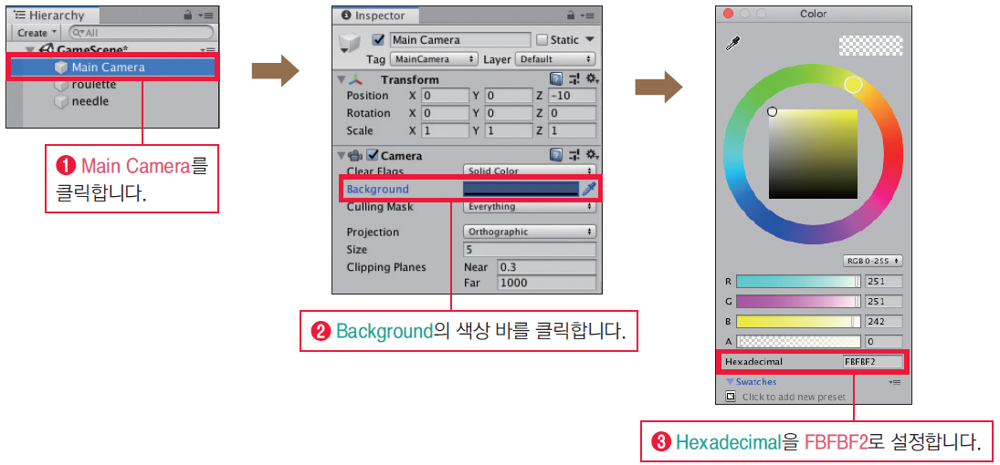 Hierarchy
Create
All
GameScene*
Main Camera
roulette
needle
❶ Main Camera를
클릭합니다.
Inspector
Main Camera
Static
Tag MainCamera Layer Default
Transform
Position X 0 Y 0 Z -10
Rotation X 0 Y 0 Z 0
Scale X 1 Y 1 Z 1
Camera
Clear Flags Solid Color
Background
Culling Mask Everything
Projection Orthographic
Size 5
Clipping Planes Near 0.3
Far 1000
❷ Background의 색상 바를 클릭합니다.
Color
RGB 0-255
R 251
G 251
B 242
A 0
Hexadecimal FBFBF2
Swatches
Click to add new preset
❸ Hexadecimal을 FBFBF2로 설정합니다.